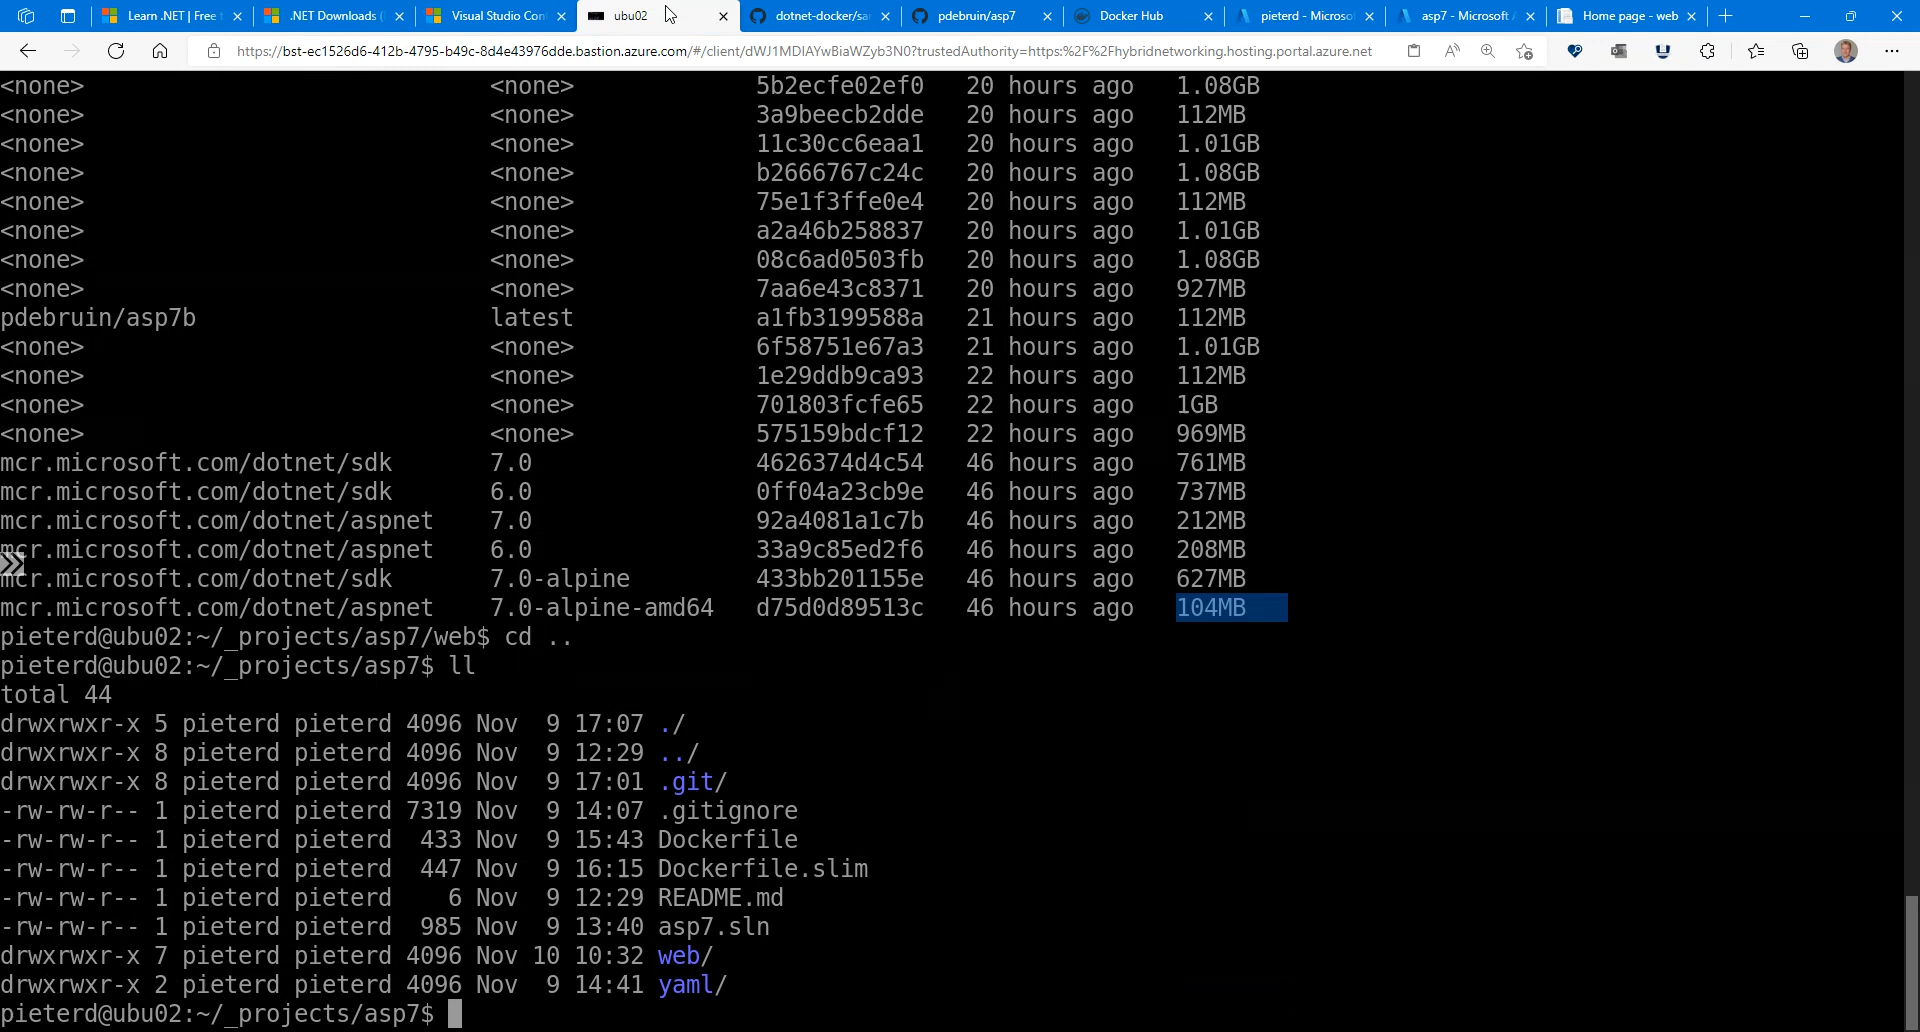 Learn .NET | Free t
.NET Downloads (
Visual Studio Con
ubu02
dotnet-docker/sa
pdebruin/asp7
Docker Hub
pieterd - Microso
asp7 - Microsoft A
Home page - web
https://bst-ec1526d6-412b-4795-b49c-8d4e43976dde.bastion.azure.com/#/client/dWJ1MDIAYwBiaWZyb3N0?trustedAuthority=https:%2F%2Fhybridnetworking.hosting.portal.azure.net
<none> <none> 5b2ecfe02ef0 20 hours ago 1.08GB
<none> <none> 3a9beecb2dde 20 hours ago 112MB
<none> <none> 11c30cc6eaa1 20 hours ago 1.01GB
<none> <none> b2666767c24c 20 hours ago 1.08GB
<none> <none> 75e1f3ffe0e4 20 hours ago 112MB
<none> <none> a2a46b258837 20 hours ago 1.01GB
<none> <none> 08c6ad0503fb 20 hours ago 1.08GB
<none> <none> 7aa6e43c8371 20 hours ago 927MB
pdebruin/asp7b latest a1fb3199588a 21 hours ago 112MB
<none> <none> 6f58751e67a3 21 hours ago 1.01GB
<none> <none> 1e29ddb9ca93 22 hours ago 112MB
<none> <none> 701803fcfe65 22 hours ago 1GB
<none> <none> 575159bdcf12 22 hours ago 969MB
mcr.microsoft.com/dotnet/sdk 7.0 4626374d4c54 46 hours ago 761MB
mcr.microsoft.com/dotnet/sdk 6.0 0ff04a23cb9e 46 hours ago 737MB
mcr.microsoft.com/dotnet/aspnet 7.0 92a4081a1c7b 46 hours ago 212MB
mcr.microsoft.com/dotnet/aspnet 6.0 33a9c85ed2f6 46 hours ago 208MB
mcr.microsoft.com/dotnet/sdk 7.0-alpine 433bb201155e 46 hours ago 627MB
mcr.microsoft.com/dotnet/aspnet 7.0-alpine-amd64 d75d0d89513c 46 hours ago 104MB
pieterd@ubu02:~/_projects/asp7/web$ cd ..
pieterd@ubu02:~/_projects/asp7$ ll
total 44
drwxrwxr-x 5 pieterd pieterd 4096 Nov 9 17:07 ./
drwxrwxr-x 8 pieterd pieterd 4096 Nov 9 12:29 ../
drwxrwxr-x 8 pieterd pieterd 4096 Nov 9 17:01 .git/
-rw-rw-r-- 1 pieterd pieterd 7319 Nov 9 14:07 .gitignore
-rw-rw-r-- 1 pieterd pieterd 433 Nov 9 15:43 Dockerfile
-rw-rw-r-- 1 pieterd pieterd 447 Nov 9 16:15 Dockerfile.slim
-rw-rw-r-- 1 pieterd pieterd 6 Nov 9 12:29 README.md
-rw-rw-r-- 1 pieterd pieterd 985 Nov 9 13:40 asp7.sln
drwxrwxr-x 7 pieterd pieterd 4096 Nov 10 10:32 web/
drwxrwxr-x 2 pieterd pieterd 4096 Nov 9 14:41 yaml/
pieterd@ubu02:~/_projects/asp7$